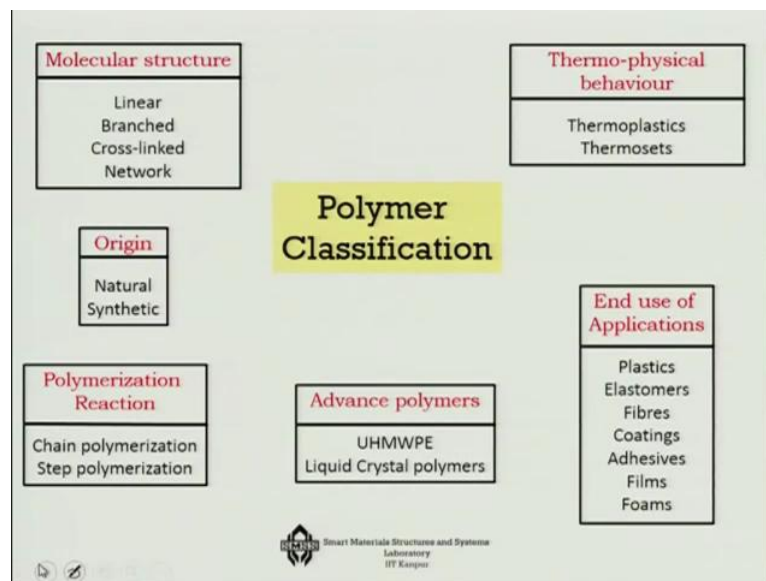 Molecular structure
Linear
Branched
Cross-linked
Network
Thermo-physical
behaviour
Thermoplastics
Thermosets
Polymer
Classification
Origin
Natural
Synthetic
End use of
Applications
Plastics
Elastomers
Fibres
Coatings
Adhesives
Films
Foams
Polymerization
Reaction
Chain polymerization
Step polymerization
Advance polymers
UHMWPE
Liquid Crystal polymers
SMSS
Smart Materials Structures and Systems
Laboratory
IIT Kanpur